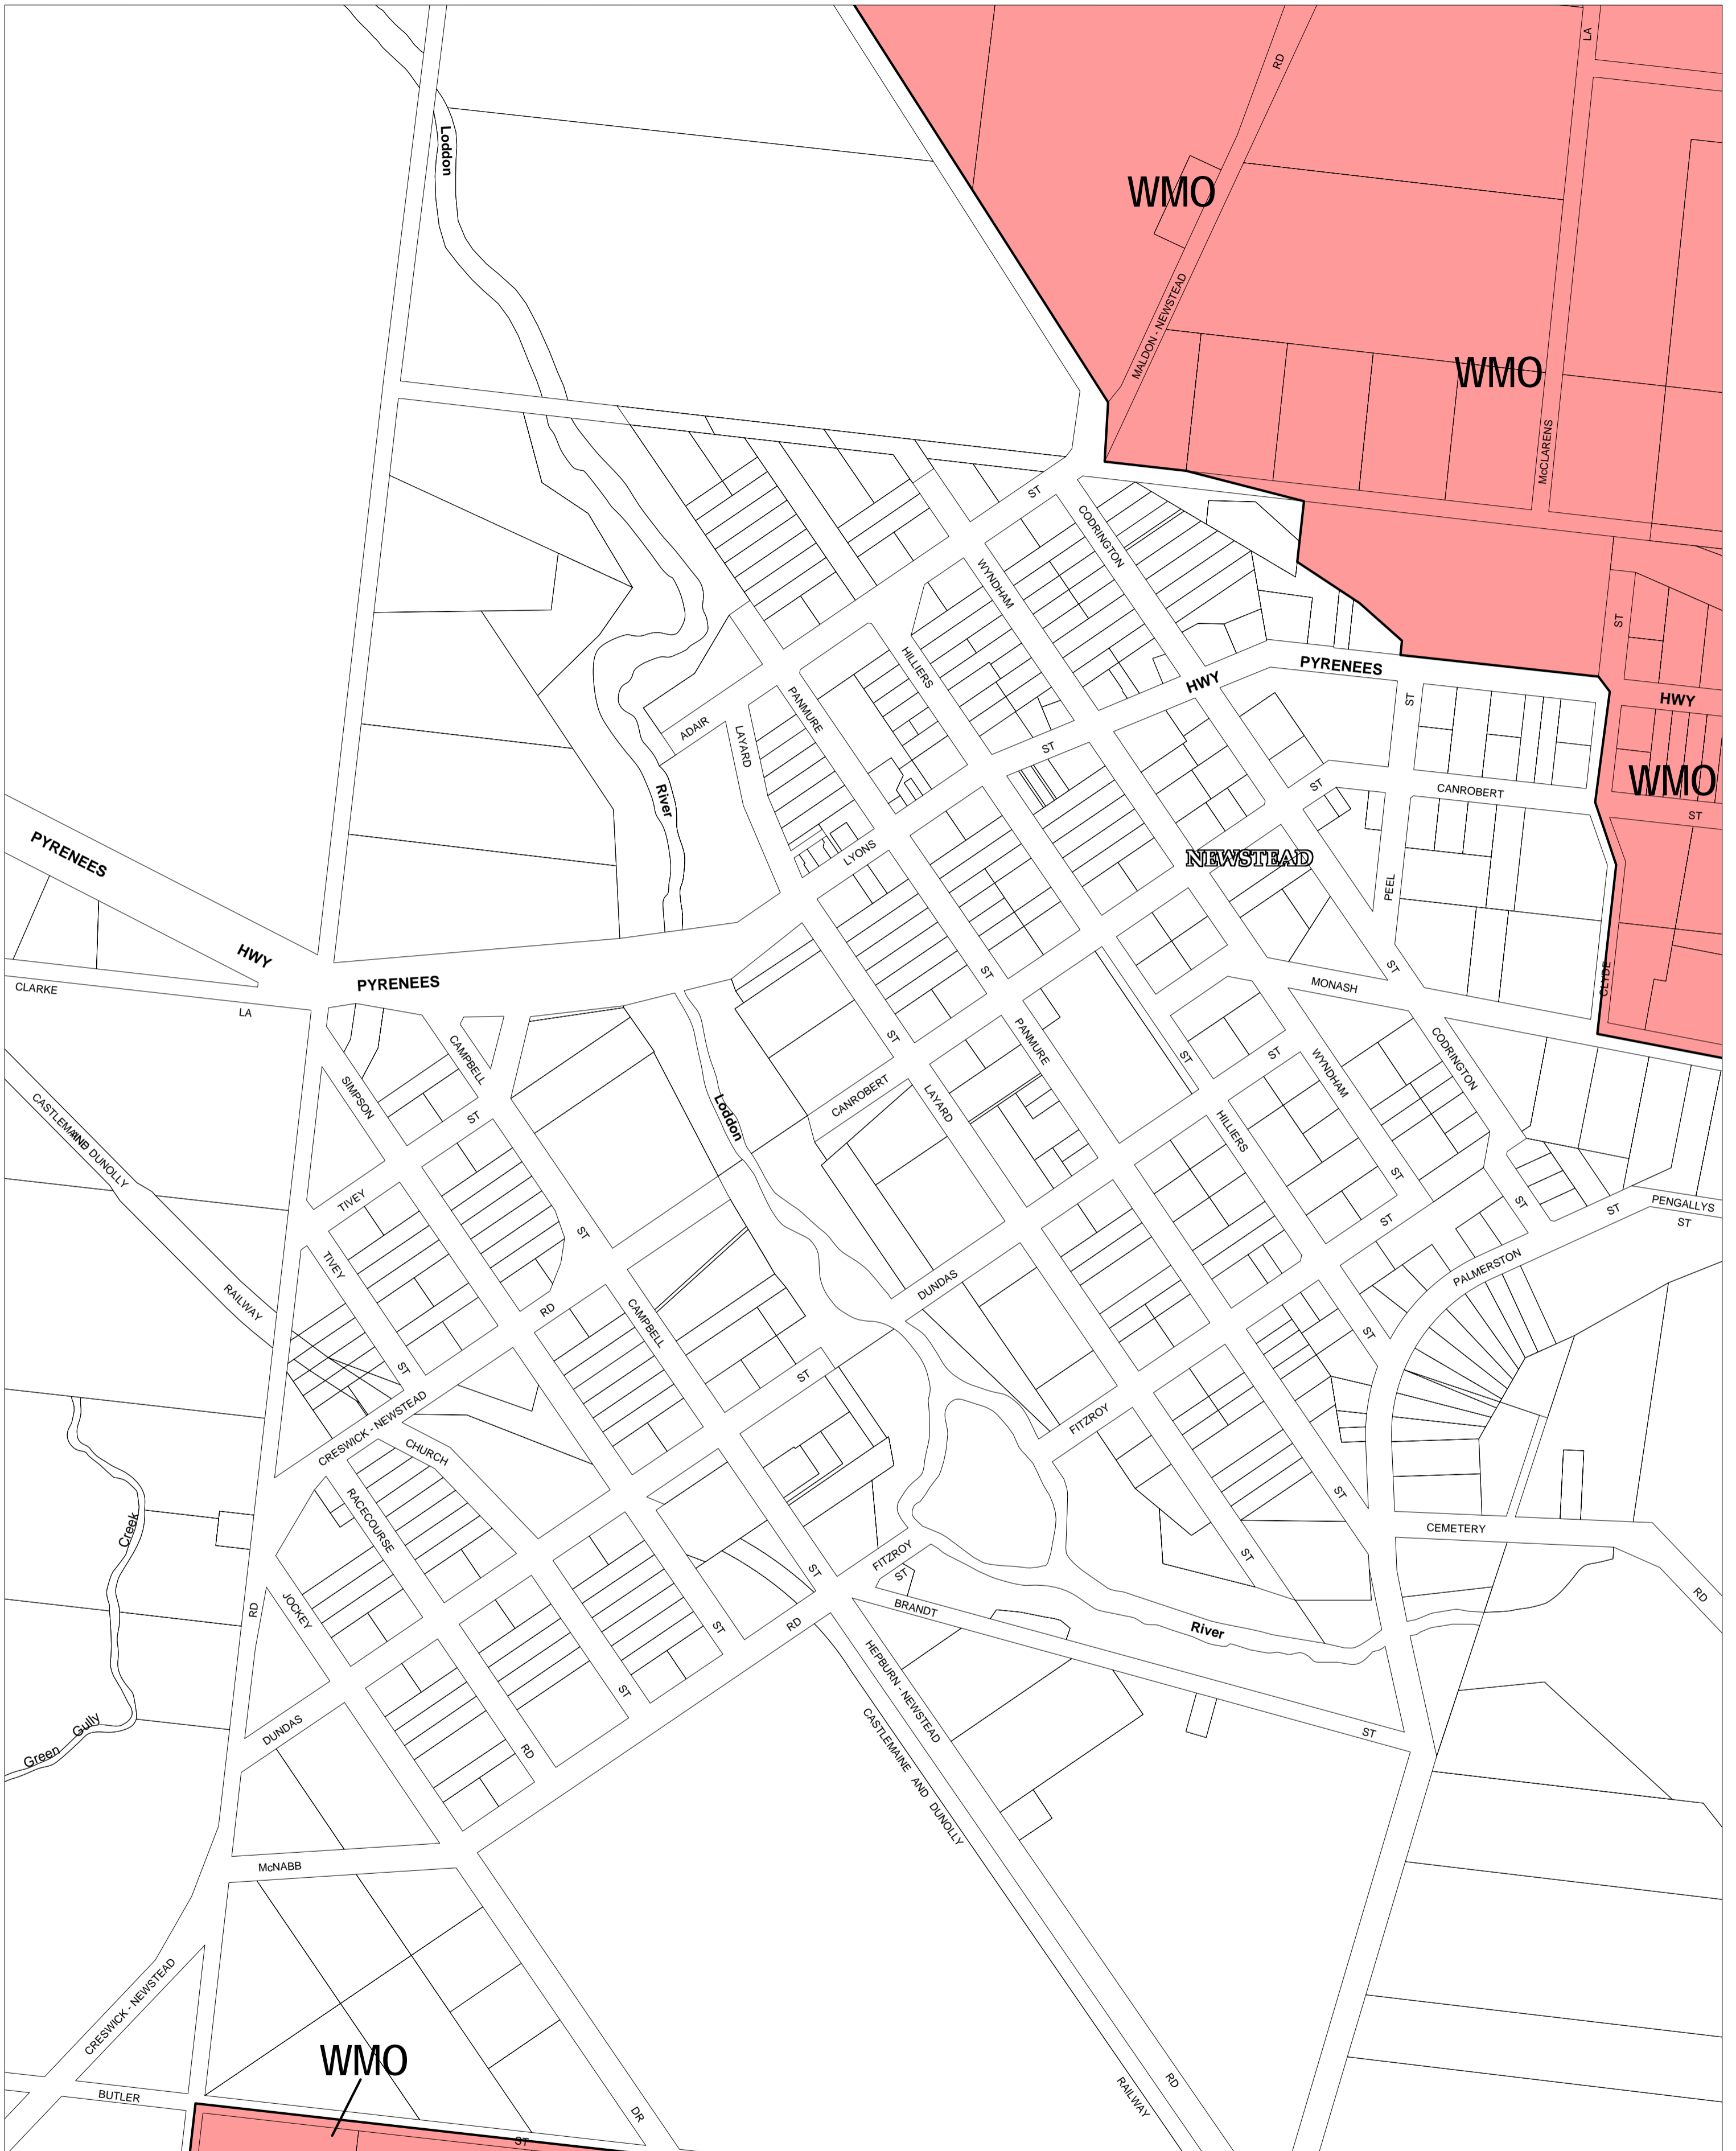 LA
RD
Loddon
WMO
MALDON - NEWSTEAD
WMO
McCLARENS
ST
CODRINGTON
WYNDHAM
ST
HILLIERS
PYRENEES
HWY
HWY
ST
PANMURE
ADAIR
LAYARD
ST
River
WMO
ST
CANROBERT
ST
LYONS
NEWSTEAD
PYRENEES
PEEL
HWY
PYRENEES
ST
ST
MONASH
CLYDE
CLARKE
LA
ST
PANMURE
ST
ST
CODRINGTON
CAMPBELL
SIMPSON
WYNDHAM
CANROBERT
LAYARD
Loddon
CASTLEMAINE
AND DUNOLLY
ST
HILLIERS
ST
TIVEY
ST
PENGALLYS
ST
ST
ST
ST
TIVEY
PALMERSTON
DUNDAS
RAILWAY
RD
CAMPBELL
ST
ST
ST
CRESWICK - NEWSTEAD
FITZROY
CHURCH
RACECOURSE
ST
Creek
CEMETERY
FITZROY
ST
ST
ST
RD
JOCKEY
RD
BRANDT
RD
ST
River
HEPBURN - NEWSTEAD
ST
DUNDAS
Gully
Green
RD
ST
CASTLEMAINE AND DUNOLLY
McNABB
CRESWICK - NEWSTEAD
WMO
BUTLER
ST
DR
RAILWAY
RD